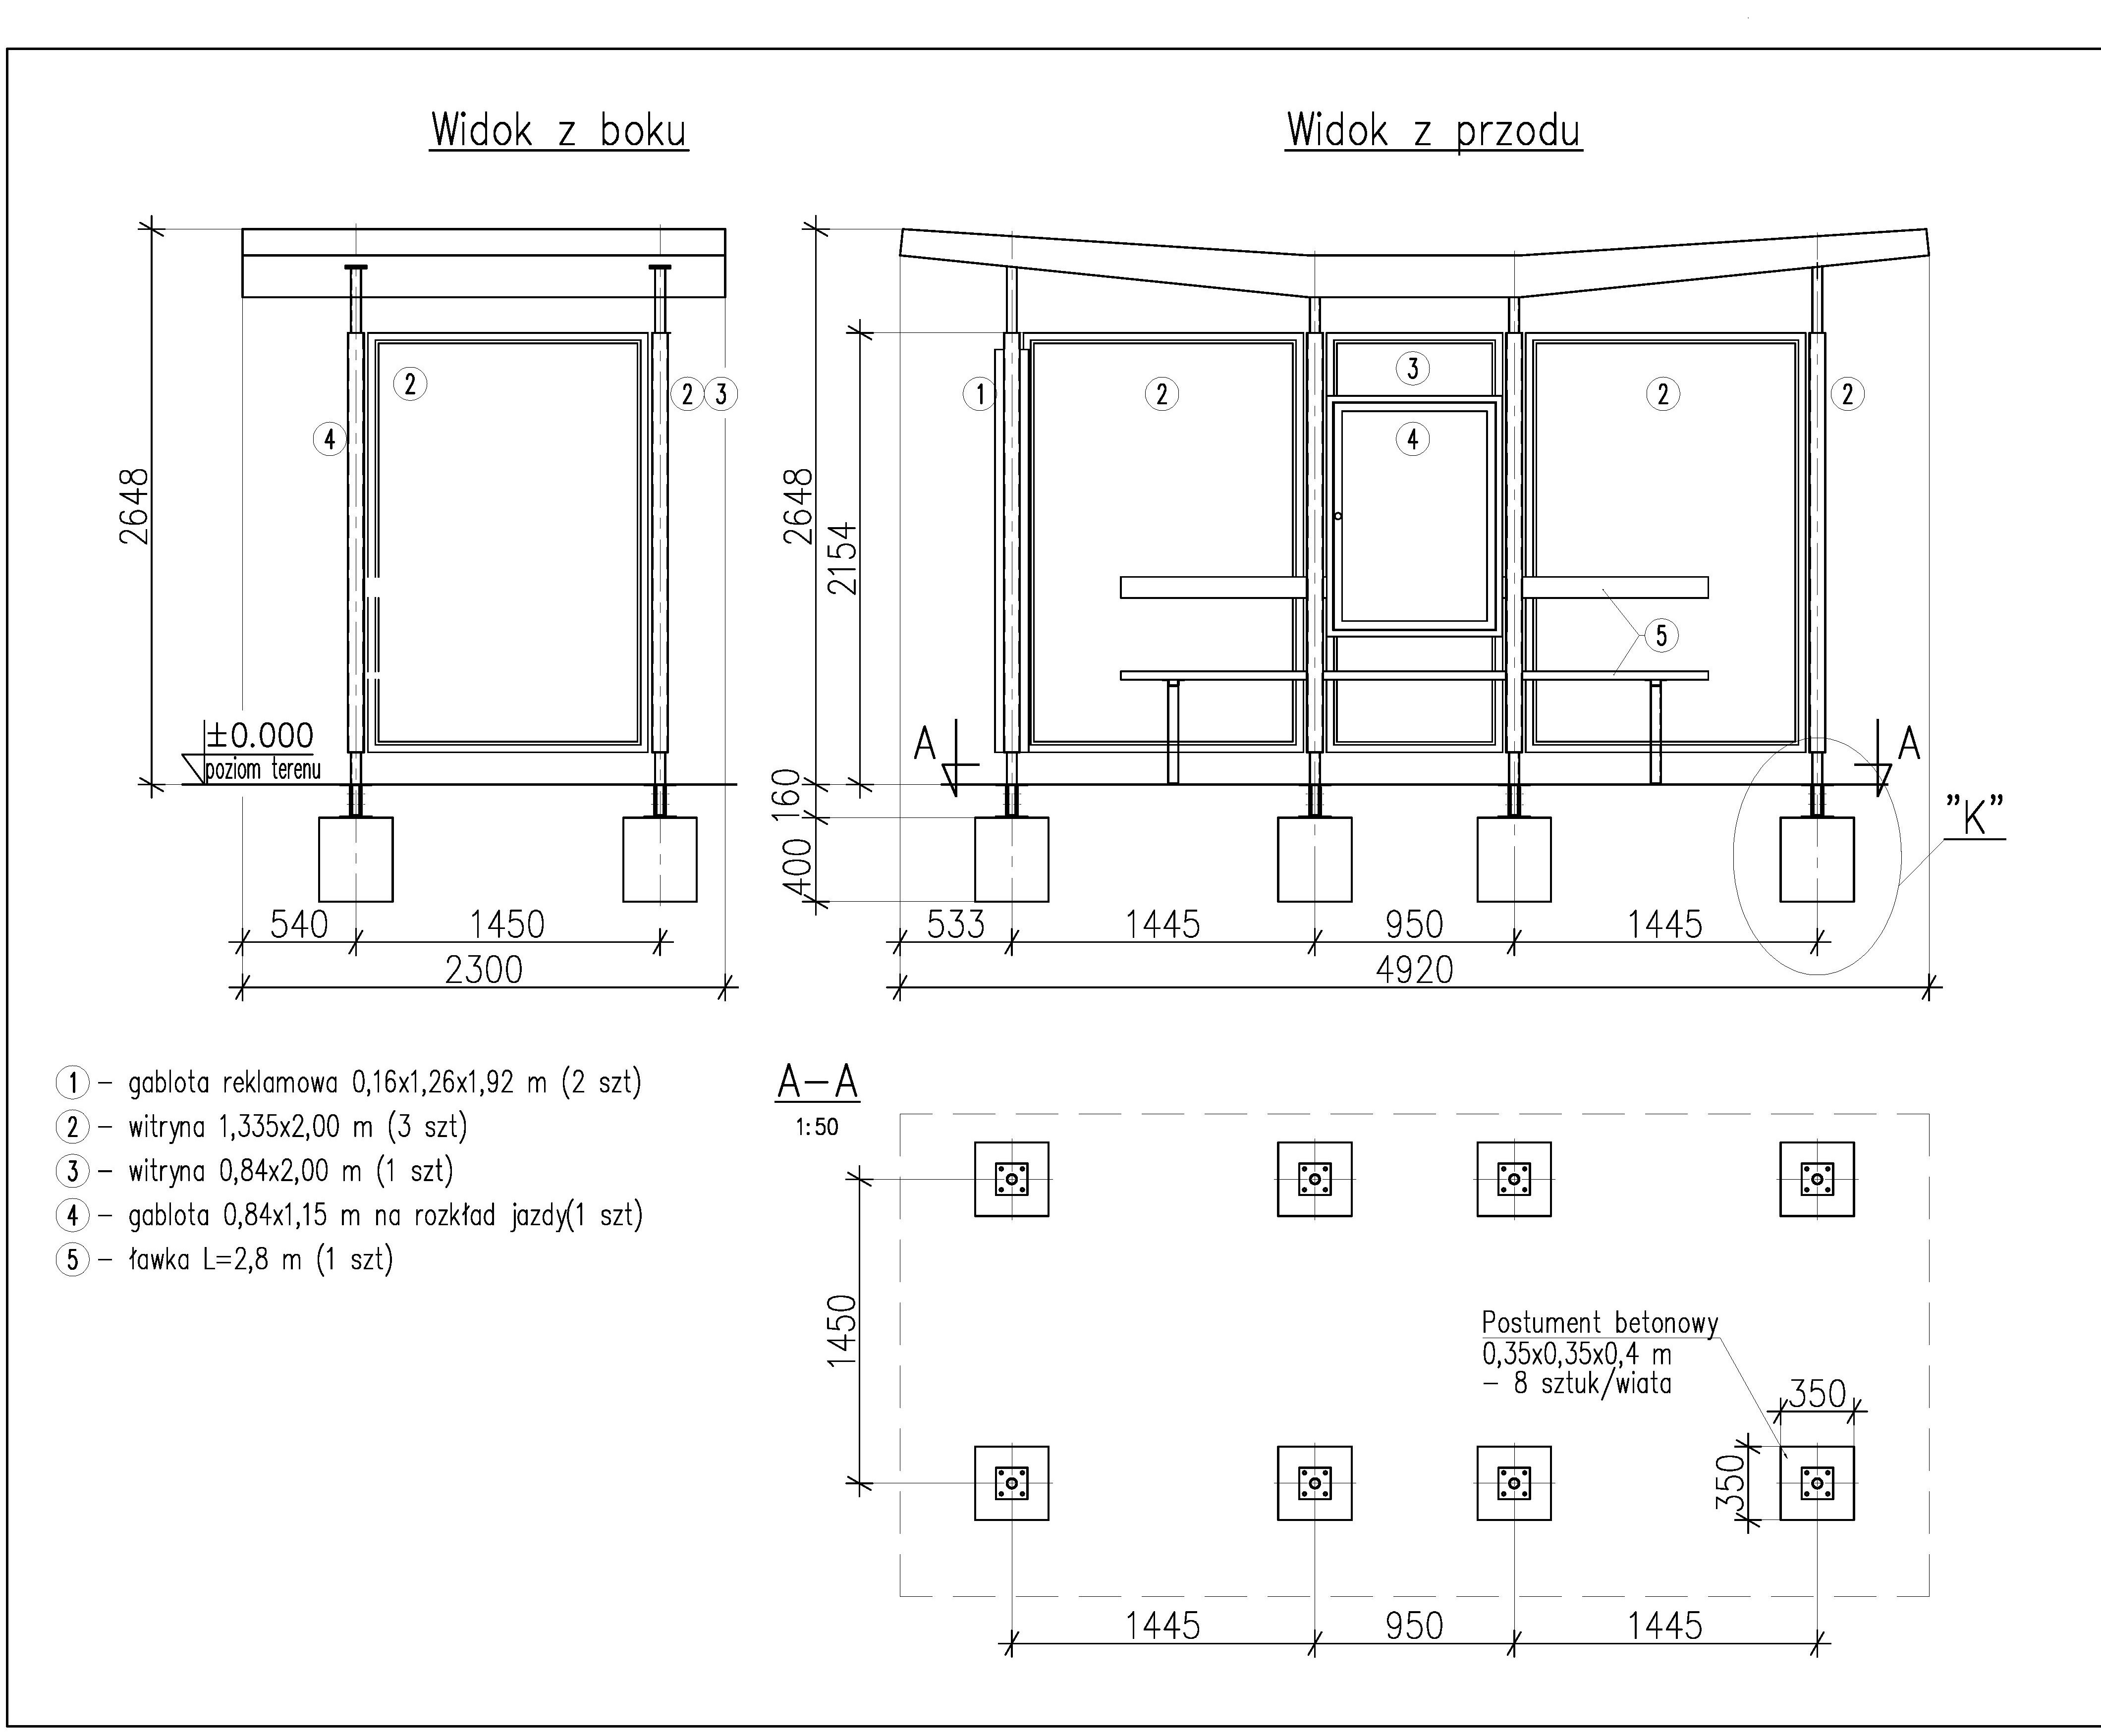 Widok z boku
Widok z przodu
2
2 3
4
2648
±0.000
poziom terenu
540
1450
2300
2648
2154
160
400
1
2
3
4
2
2
5
A
A
"K"
533
1445
950
1445
4920
1 – gablota reklamowa 0,16x1,26x1,92 m (2 szt)
2 – witryna 1,335x2,00 m (3 szt)
3 – witryna 0,84x2,00 m (1 szt)
4 – gablota 0,84x1,15 m na rozkład jazdy(1 szt)
5 – ławka L=2,8 m (1 szt)
A–A
1:50
1450
Postument betonowy
0,35x0,35x0,4 m
– 8 sztuk/wiata
350
350
1445
950
1445